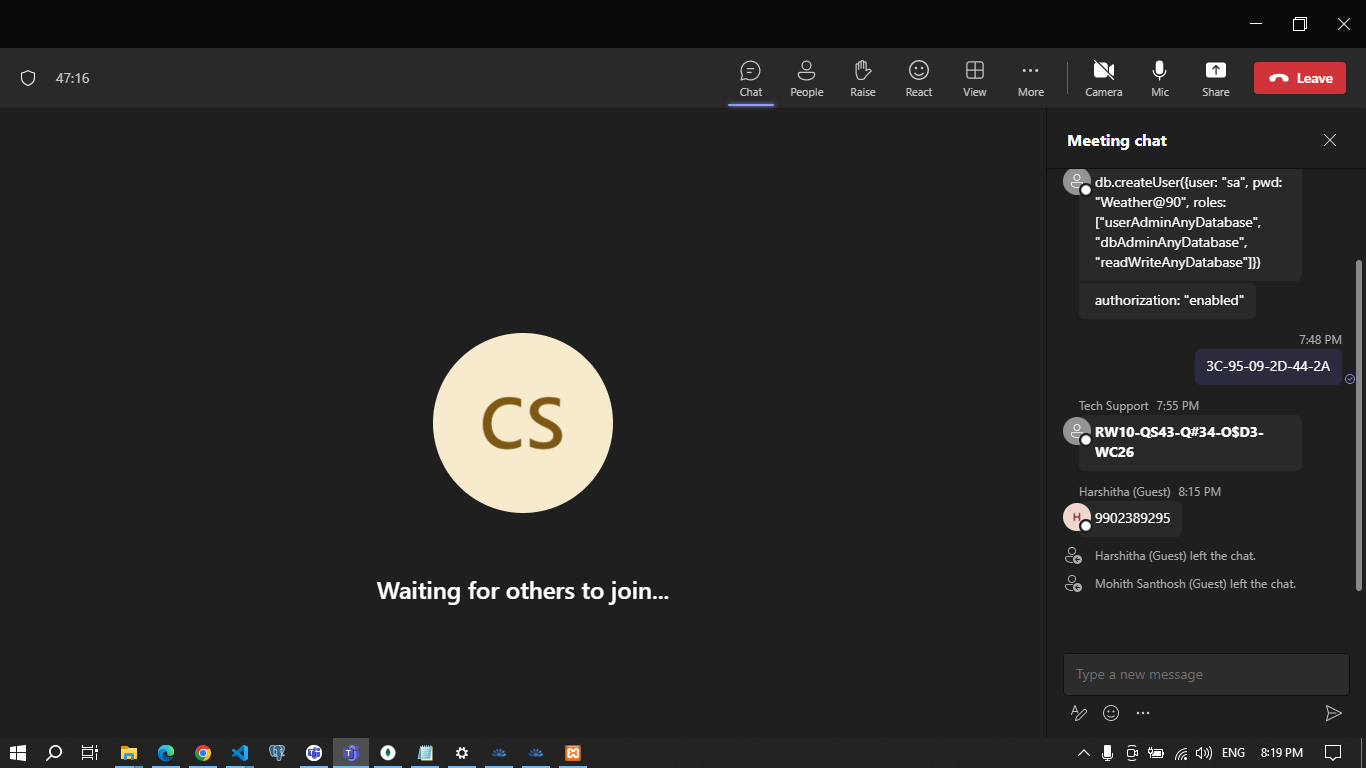 47:16
Chat
People
Raise
React
View
More
Camera
Mic
Share
Leave
Meeting chat
db.createUser({user: "sa", pwd:
"Weather@90", roles:
["userAdminAnyDatabase",
"dbAdminAnyDatabase",
"readWriteAnyDatabase"]})
authorization: "enabled"
7:48 PM
3C-95-09-2D-44-2A
Tech Support 7:55 PM
RW10-QS43-Q#34-O$D3-
WC26
Harshitha (Guest) 8:15 PM
H
9902389295
Harshitha (Guest) left the chat.
Mohith Santhosh (Guest) left the chat.
CS
Waiting for others to join...
Type a new message
ENG
8:19 PM